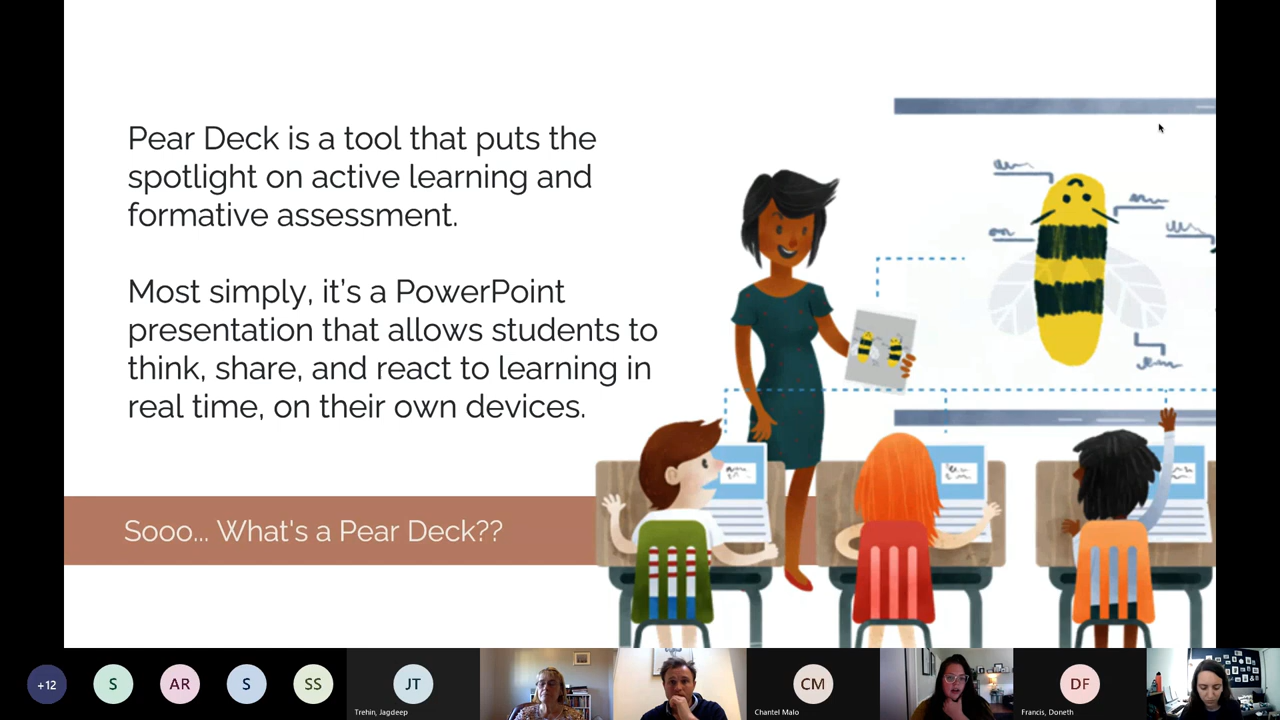 Pear Deck is a tool that puts the
spotlight on active learning and
formative assessment.
Most simply, it's a PowerPoint
presentation that allows students to
think, share, and react to learning in
real time, on their own devices.
Sooo... What's a Pear Deck??
+12
S
AR
S
SS
JT
Trehin, Jagdeep
CM
Chantel Malo
DF
Francis, Doneth